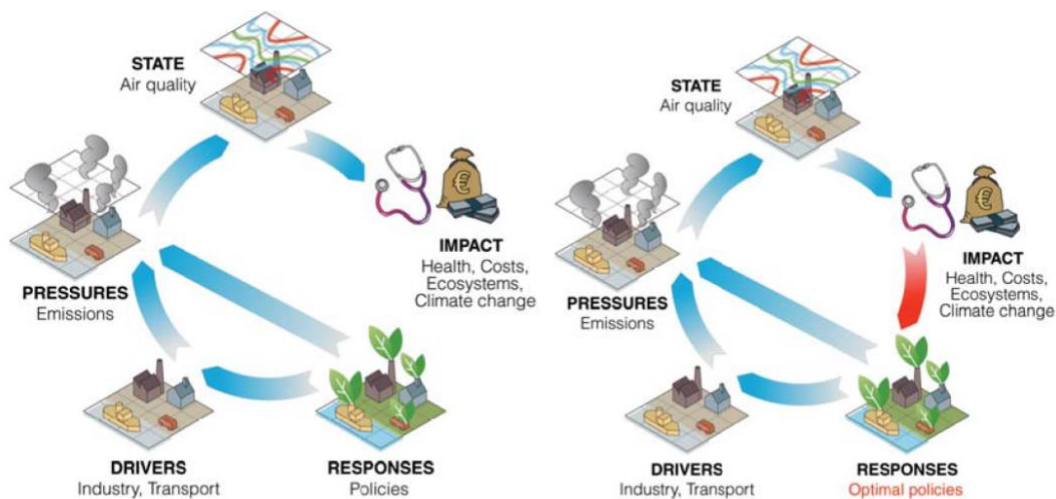 STATE
Air quality
€
IMPACT
Health, Costs,
Ecosystems,
Climate change
PRESSURES
Emissions
DRIVERS
Industry, Transport
RESPONSES
Policies
STATE
Air quality
€
IMPACT
Health, Costs,
Ecosystems,
Climate change
PRESSURES
Emissions
DRIVERS
Industry, Transport
RESPONSES
Optimal policies